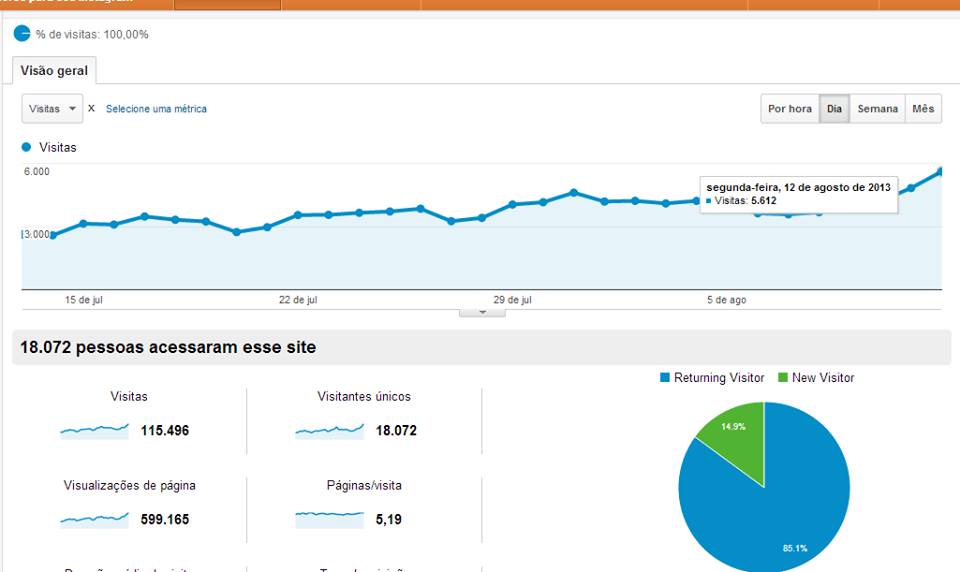 para seu Instagram
% de visitas: 100,00%
Visão geral
Visitas x Selecione uma métrica
Por hora Dia Semana Mês
Visitas
6.000
segunda-feira, 12 de agosto de 2013
Visitas: 5.612
3.000
15 de jul 22 de jul 29 de jul 5 de ago
18.072 pessoas acessaram esse site
Returning Visitor New Visitor
Visitas Visitantes únicos
115.496 18.072
14.9%
Visualizações de página Páginas/visita
599.165 5,19
85.1%